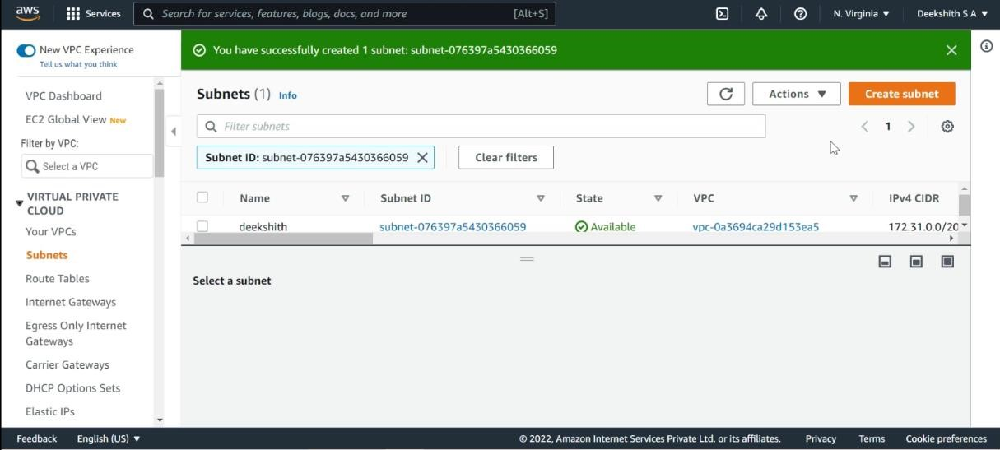 aws
Services
Search for services, features, blogs, docs, and more
[Alt+S]
N. Virginia ▼
Deekshith S A ▼
New VPC Experience
Tell us what you think
You have successfully created 1 subnet: subnet-076397a5430366059
VPC Dashboard
EC2 Global View New
Filter by VPC:
Select a VPC
VIRTUAL PRIVATE
CLOUD
Your VPCs
Subnets
Route Tables
Internet Gateways
Egress Only Internet
Gateways
Carrier Gateways
DHCP Options Sets
Elastic IPs
Subnets (1) Info
Actions ▼
Create subnet
Filter subnets
1
Subnet ID: subnet-076397a5430366059
Clear filters
Name
Subnet ID
State
VPC
IPv4 CIDR
deekshith
subnet-076397a5430366059
Available
vpc-0a3694ca29d153ea5
172.31.0.0/20
Select a subnet
Feedback
English (US) ▼
© 2022, Amazon Internet Services Private Ltd. or its affiliates.
Privacy
Terms
Cookie preferences